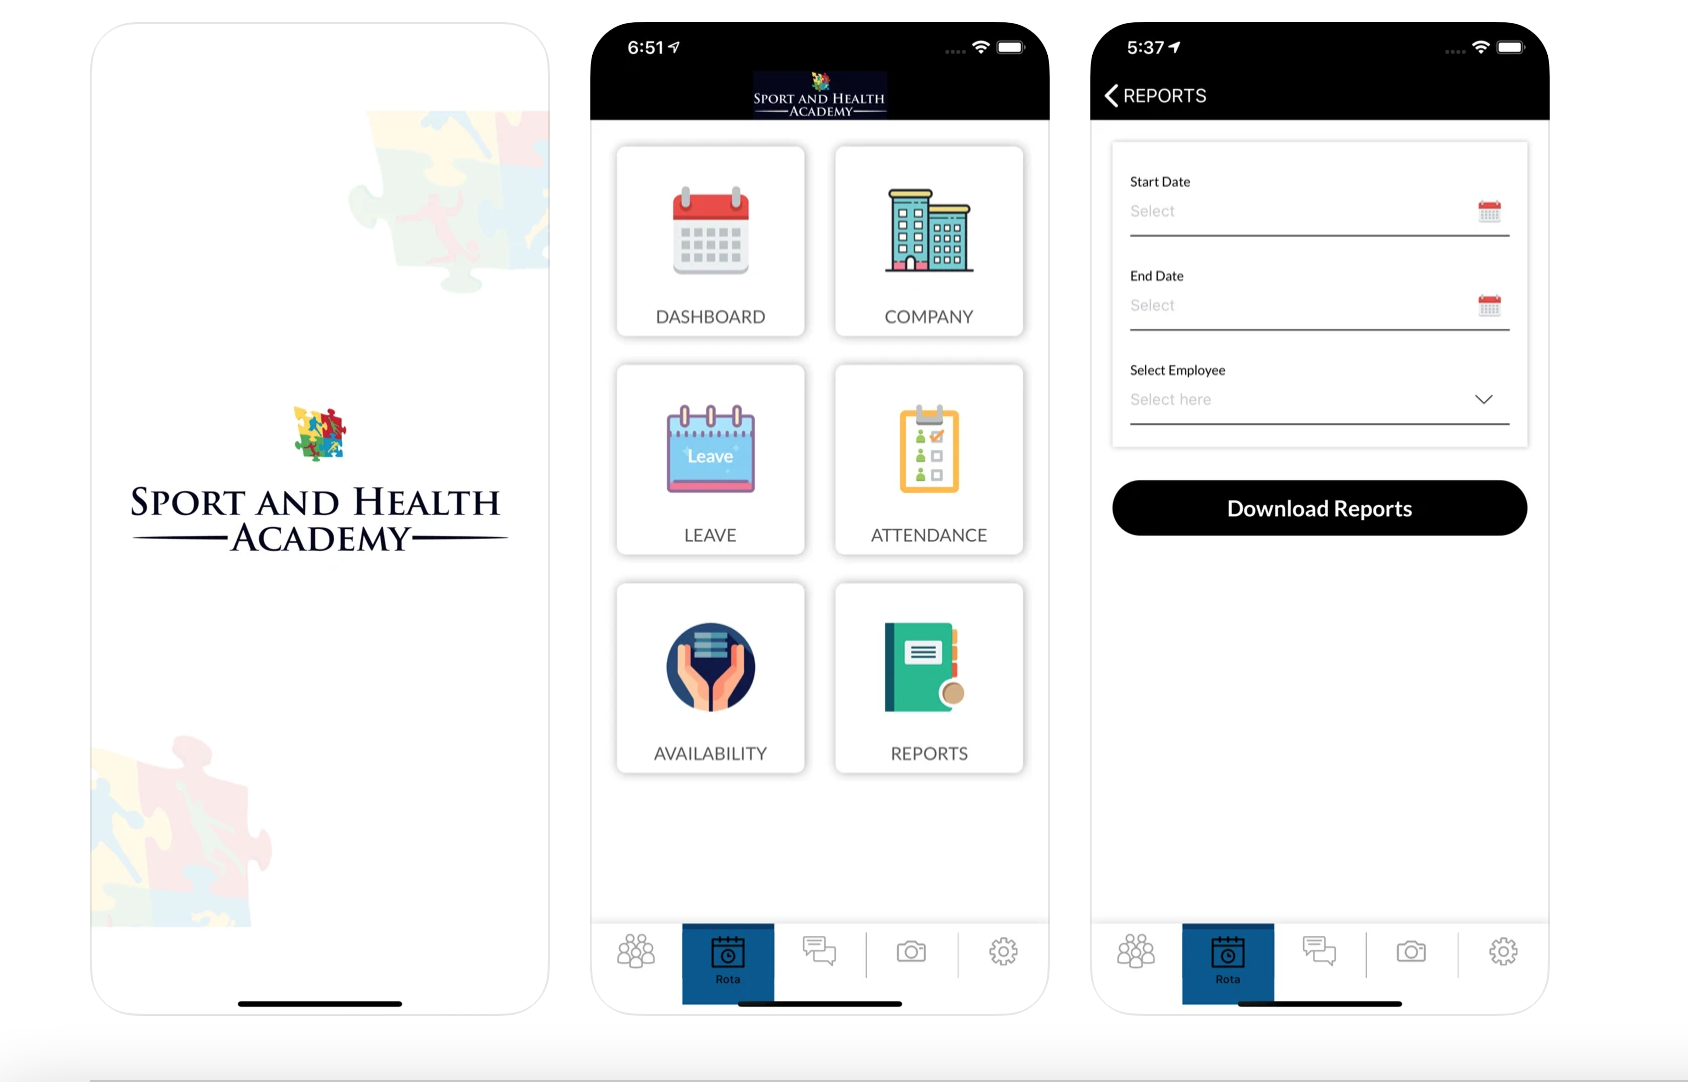 SPORT AND HEALTH
ACADEMY
6:51
SPORT AND HEALTH
ACADEMY
DASHBOARD
COMPANY
Leave
LEAVE
ATTENDANCE
AVAILABILITY
REPORTS
Rota
5:37
REPORTS
Start Date
Select
End Date
Select
Select Employee
Select here
Download Reports
Rota